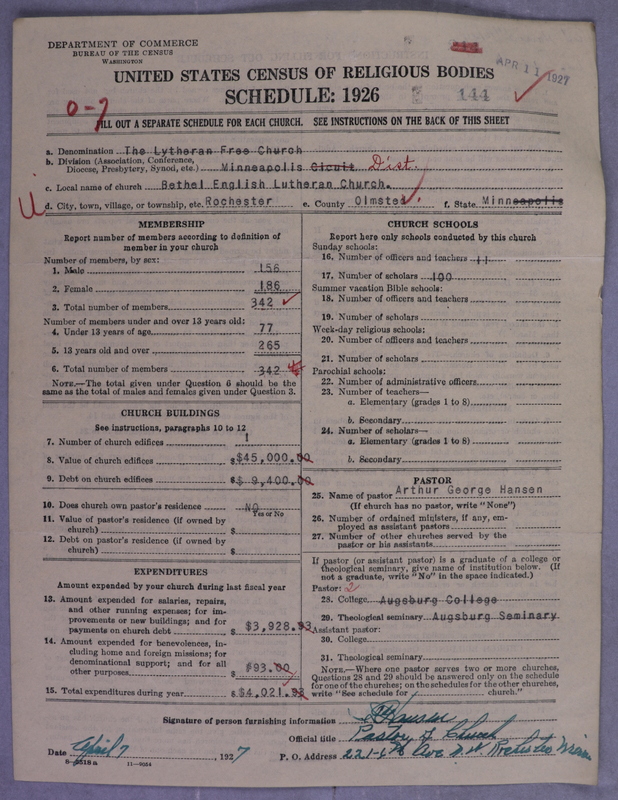 DEPARTMENT OF COMMERCE
BUREAU OF THE CENSUS
WASHINGTON
APR 11 1927
UNITED STATES CENSUS OF RELIGIOUS BODIES
SCHEDULE: 1926
144
0-7
FILL OUT A SEPARATE SCHEDULE FOR EACH CHURCH. SEE INSTRUCTIONS ON THE BACK OF THIS SHEET
a. Denomination The Lytheran Free Church
b. Division (Association, Conference,
Diocese, Presbytery, Synod, etc.) Minneapolis Circuit Dist.
c. Local name of church Bethel English Lutheran Church.
d. City, town, village, or township, etc. Rochester e. County Olmsted, f. State Minneapolis
MEMBERSHIP
Report number of members according to definition of
member in your church
Number of members, by sex:
1. Male 156
2. Female 186
3. Total number of members 342
Number of members under and over 13 years old:
4. Under 13 years of age 77
5. 13 years old and over 265
6. Total number of members 342
NOTE.—The total given under Question 6 should be the
same as the total of males and females given under Question 3.
CHURCH BUILDINGS
See instructions, paragraphs 10 to 12
7. Number of church edifices 1
8. Value of church edifices $$45,000.00
9. Debt on church edifices $$ 9,400.00
10. Does church own pastor's residence NO
Yes or No
11. Value of pastor's residence (if owned by
church) $
12. Debt on pastor's residence (if owned by
church) $
EXPENDITURES
Amount expended by your church during last fiscal year
13. Amount expended for salaries, repairs,
and other running expenses; for im-
provements or new buildings; and for
payments on church debt $ $3,928.93
14. Amount expended for benevolences, in-
cluding home and foreign missions; for
denominational support; and for all
other purposes $ $93.00
15. Total expenditures during year $ $4,021.93
CHURCH SCHOOLS
Report here only schools conducted by this church
Sunday schools:
16. Number of officers and teachers 11
17. Number of scholars 100
Summer vacation Bible schools:
18. Number of officers and teachers
19. Number of scholars
Week-day religious schools:
20. Number of officers and teachers
21. Number of scholars
Parochial schools:
22. Number of administrative officers
23. Number of teachers—
a. Elementary (grades 1 to 8)
b. Secondary
24. Number of scholars—
a. Elementary (grades 1 to 8)
b. Secondary
PASTOR
25. Name of pastor Arthur George Hansen
(If church has no pastor, write "None")
26. Number of ordained ministers, if any, em-
ployed as assistant pastors
27. Number of other churches served by the
pastor or his assistants
If pastor (or assistant pastor) is a graduate of a college or
theological seminary, give name of institution below. (If
not a graduate, write "No" in the space indicated.)
Pastor: 2
28. College Augsburg College
29. Theological seminary Augsburg Seminary
Assistant pastor:
30. College
31. Theological seminary
NOTE.—Where one pastor serves two or more churches,
Questions 28 and 29 should be answered only on the schedule
for one of the churches; on the schedules for the other churches,
write "See schedule for church."
Signature of person furnishing information Hansen
Official title Pastor of Church
Date April 7, 1927 P. O. Address 221-6th Ave Rochester Minn
8-9518a 11-9054